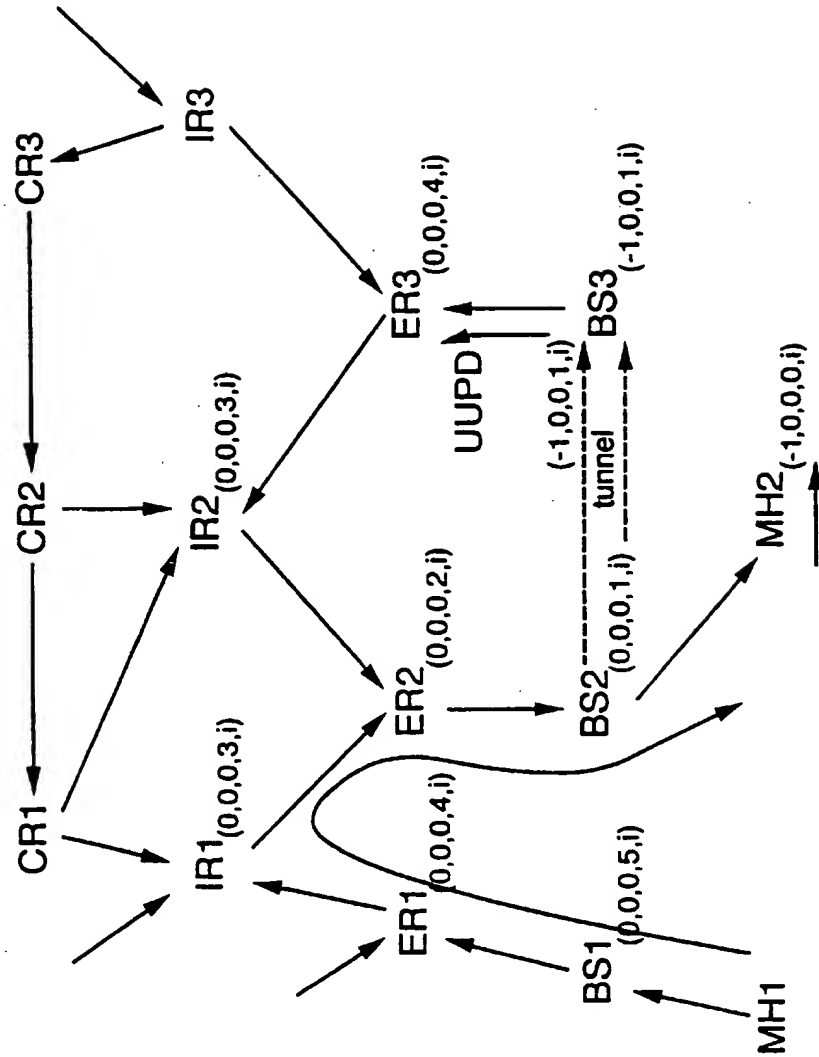 CR1
CR2
CR3
IR1(0,0,0,3,i)
IR2(0,0,0,3,i)
IR3
ER1(0,0,0,4,i)
ER2(0,0,0,2,i)
ER3(0,0,0,4,i)
UUPD
BS1(0,0,0,5,i)
BS2(0,0,0,1,i)
(-1,0,0,1,i)
tunnel
BS3(-1,0,0,1,i)
MH1
MH2(-1,0,0,0,i)